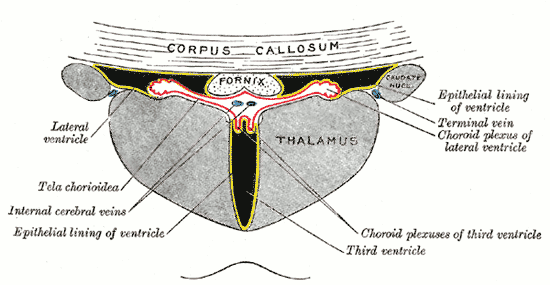 CORPUS CALLOSUM
FORNIX
CAUDATE
NUCL.
Epithelial lining
of ventricle
Terminal vein
Choroid plexus of
lateral ventricle
Lateral
ventricle
THALAMUS
Tela chorioidea
Internal cerebral veins
Epithelial lining of ventricle
Choroid plexuses of third ventricle
Third ventricle